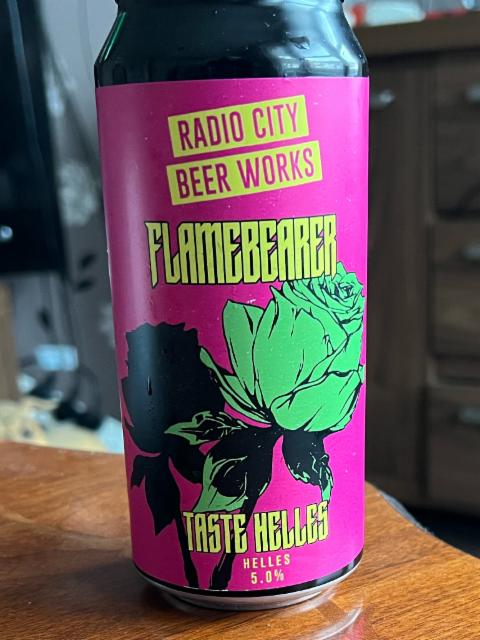 RADIO CITY
BEER WORKS
FLAMEBEARER
TASTE HELLES
HELLES
5.0%